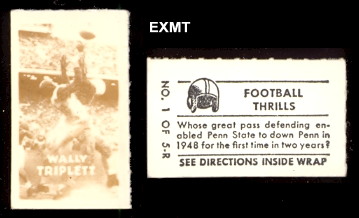 EXMT
WALLY
TRIPLETT
NO. 1 OF 5-R
FOOTBALL
THRILLS
Whose great pass defending en-
abled Penn State to down Penn in
1948 for the first time in two years?
SEE DIRECTIONS INSIDE WRAP